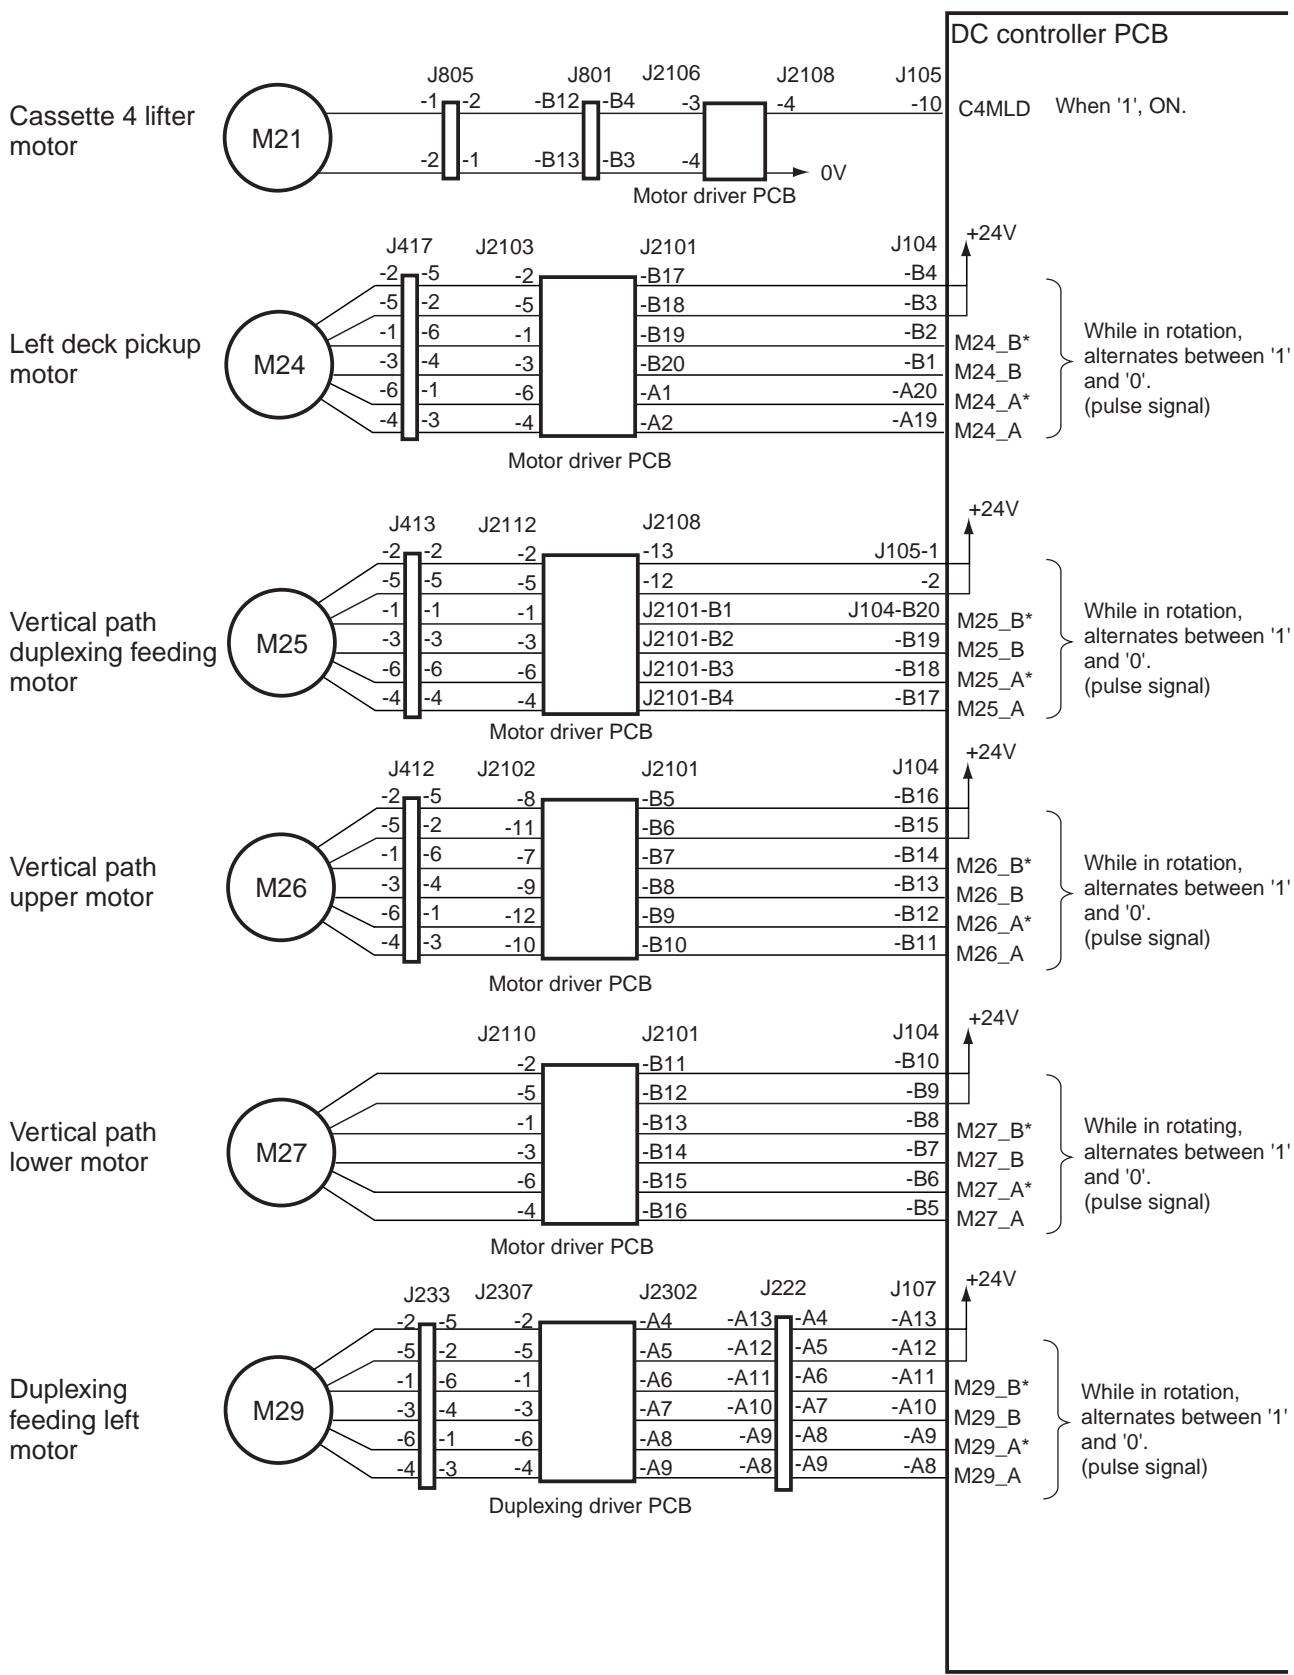 DC controller PCB
J805 J801 J2106 J2108 J105
-1 -2 -B12 -B4 -3 -4 -10 C4MLD When '1', ON.
Cassette 4 lifter
motor
M21
-2 -1 -B13 -B3 -4 0V
Motor driver PCB
+24V
J417 J2103 J2101 J104
-2 -5 -2 -B17 -B4
-5 -2 -5 -B18 -B3
-1 -6 -1 -B19 -B2 M24_B*
-3 -4 -3 -B20 -B1 M24_B
-6 -1 -6 -A1 -A20 M24_A*
-4 -3 -4 -A2 -A19 M24_A
Left deck pickup
motor
M24
While in rotation,
alternates between '1'
and '0'.
(pulse signal)
Motor driver PCB
+24V
J413 J2112 J2108
-2 -2 -2 -13 J105-1
-5 -5 -5 -12 -2
-1 -1 -1 J2101-B1 J104-B20 M25_B*
-3 -3 -3 J2101-B2 -B19 M25_B
-6 -6 -6 J2101-B3 -B18 M25_A*
-4 -4 -4 J2101-B4 -B17 M25_A
Vertical path
duplexing feeding
motor
M25
While in rotation,
alternates between '1'
and '0'.
(pulse signal)
Motor driver PCB
+24V
J412 J2102 J2101 J104
-2 -5 -8 -B5 -B16
-5 -2 -11 -B6 -B15
-1 -6 -7 -B7 -B14 M26_B*
-3 -4 -9 -B8 -B13 M26_B
-6 -1 -12 -B9 -B12 M26_A*
-4 -3 -10 -B10 -B11 M26_A
Vertical path
upper motor
M26
While in rotation,
alternates between '1'
and '0'.
(pulse signal)
Motor driver PCB
+24V
J2110 J2101 J104
-2 -B11 -B10
-5 -B12 -B9
-1 -B13 -B8 M27_B*
-3 -B14 -B7 M27_B
-6 -B15 -B6 M27_A*
-4 -B16 -B5 M27_A
Vertical path
lower motor
M27
While in rotating,
alternates between '1'
and '0'.
(pulse signal)
Motor driver PCB
+24V
J233 J2307 J2302 J222 J107
-2 -5 -2 -A4 -A13 -A4 -A13
-5 -2 -5 -A5 -A12 -A5 -A12
-1 -6 -1 -A6 -A11 -A6 -A11 M29_B*
-3 -4 -3 -A7 -A10 -A7 -A10 M29_B
-6 -1 -6 -A8 -A9 -A8 -A9 M29_A*
-4 -3 -4 -A9 -A8 -A9 -A8 M29_A
Duplexing
feeding left
motor
M29
While in rotation,
alternates between '1'
and '0'.
(pulse signal)
Duplexing driver PCB